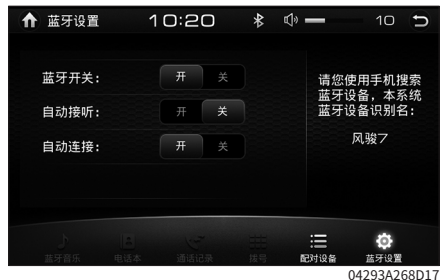 蓝牙设置 10:20 10
蓝牙开关： 开 关
自动接听： 开 关
自动连接： 开 关
请您使用手机搜索
蓝牙设备，本系统
蓝牙设备识别名：
风骏7
蓝牙音乐 电话本 通话记录 拨号 配对设备 蓝牙设置
04293A268D17